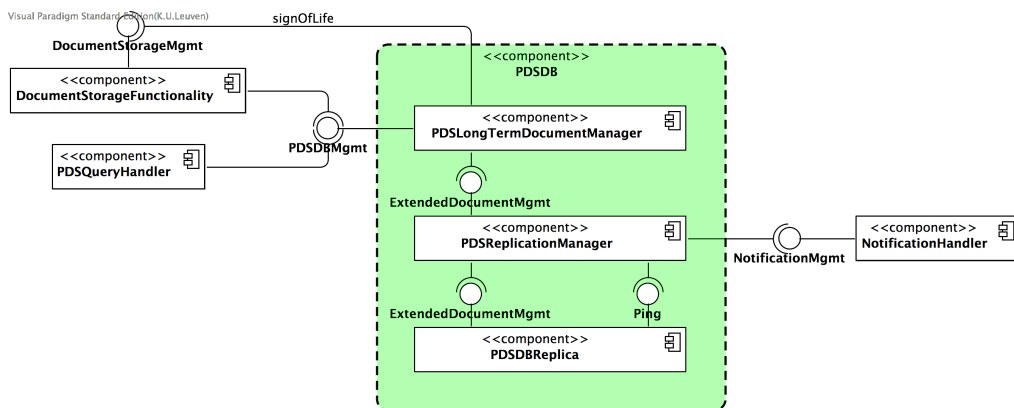 Visual Paradigm Standard Edition(K.U.Leuven)
signOfLife
DocumentStorageMgmt
<<component>>
PDSDB
<<component>>
DocumentStorageFunctionality
<<component>>
PDSLongTermDocumentManager
PDSDBMgmt
<<component>>
PDSQueryHandler
ExtendedDocumentMgmt
<<component>>
PDSReplicationManager
<<component>>
NotificationHandler
NotificationMgmt
ExtendedDocumentMgmt
Ping
<<component>>
PDSDBReplica